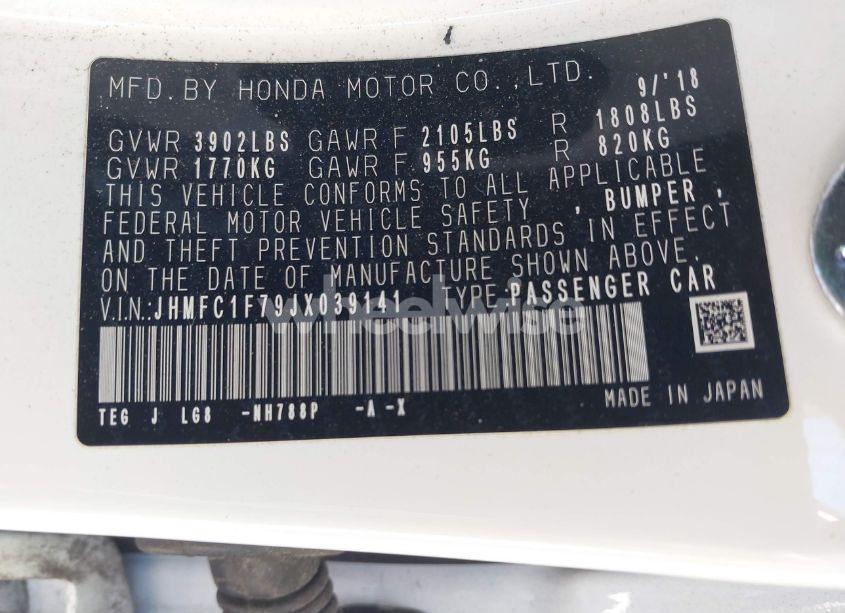 MFD. BY HONDA MOTOR CO., LTD. 9/'18
GVWR 3902LBS GAWR F 2105LBS R 1808LBS
GVWR 1770KG GAWR F 955KG R 820KG
THIS VEHICLE CONFORMS TO ALL APPLICABLE
FEDERAL MOTOR VEHICLE SAFETY , BUMPER ,
AND THEFT PREVENTION STANDARDS IN EFFECT
ON THE DATE OF MANUFACTURE SHOWN ABOVE.
V.I.N.: JHMFC1F79JX039141 TYPE: PASSENGER CAR
wheelwise
TEG J LG8 -NH788P -A -X MADE IN JAPAN